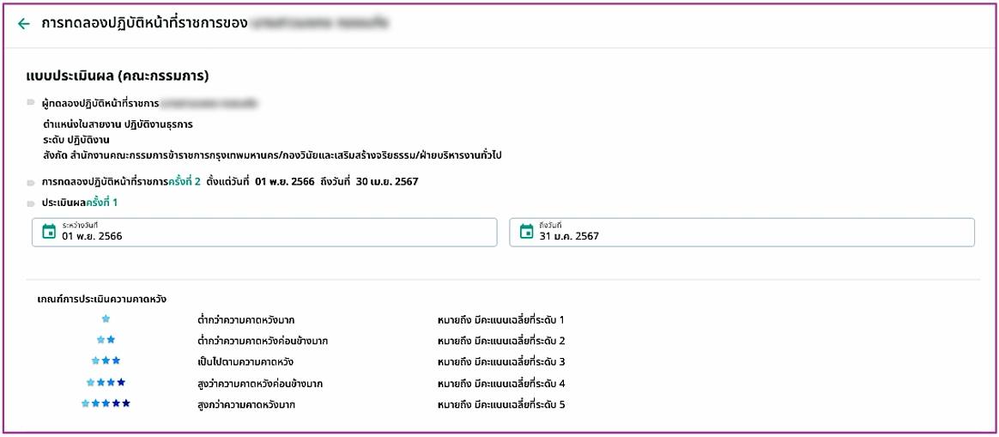 การทดลองปฏิบัติหน้าที่ราชการของ
แบบประเมินผล (คณะกรรมการ)
ผู้ทดลองปฏิบัติหน้าที่ราชการ
ตำแหน่งในสายงาน ปฏิบัติงานธุรการ
ระดับ ปฏิบัติงาน
สังกัด สำนักงานคณะกรรมการข้าราชการกรุงเทพมหานคร/กองวินัยและเสริมสร้างจริยธรรม/ฝ่ายบริหารงานทั่วไป
การทดลองปฏิบัติหน้าที่ราชการครั้งที่ 2 ตั้งแต่วันที่ 01 พ.ย. 2566 ถึงวันที่ 30 เม.ย. 2567
ประเมินผลครั้งที่ 1
ระหว่างวันที่
01 พ.ย. 2566
ถึงวันที่
31 ม.ค. 2567
เกณฑ์การประเมินความคาดหวัง
ต่ำกว่าความคาดหวังมาก หมายถึง มีคะแนนเฉลี่ยที่ระดับ 1
ต่ำกว่าความคาดหวังค่อนข้างมาก หมายถึง มีคะแนนเฉลี่ยที่ระดับ 2
เป็นไปตามความคาดหวัง หมายถึง มีคะแนนเฉลี่ยที่ระดับ 3
สูงว่าความคาดหวังค่อนข้างมาก หมายถึง มีคะแนนเฉลี่ยที่ระดับ 4
สูงกว่าความคาดหวังมาก หมายถึง มีคะแนนเฉลี่ยที่ระดับ 5